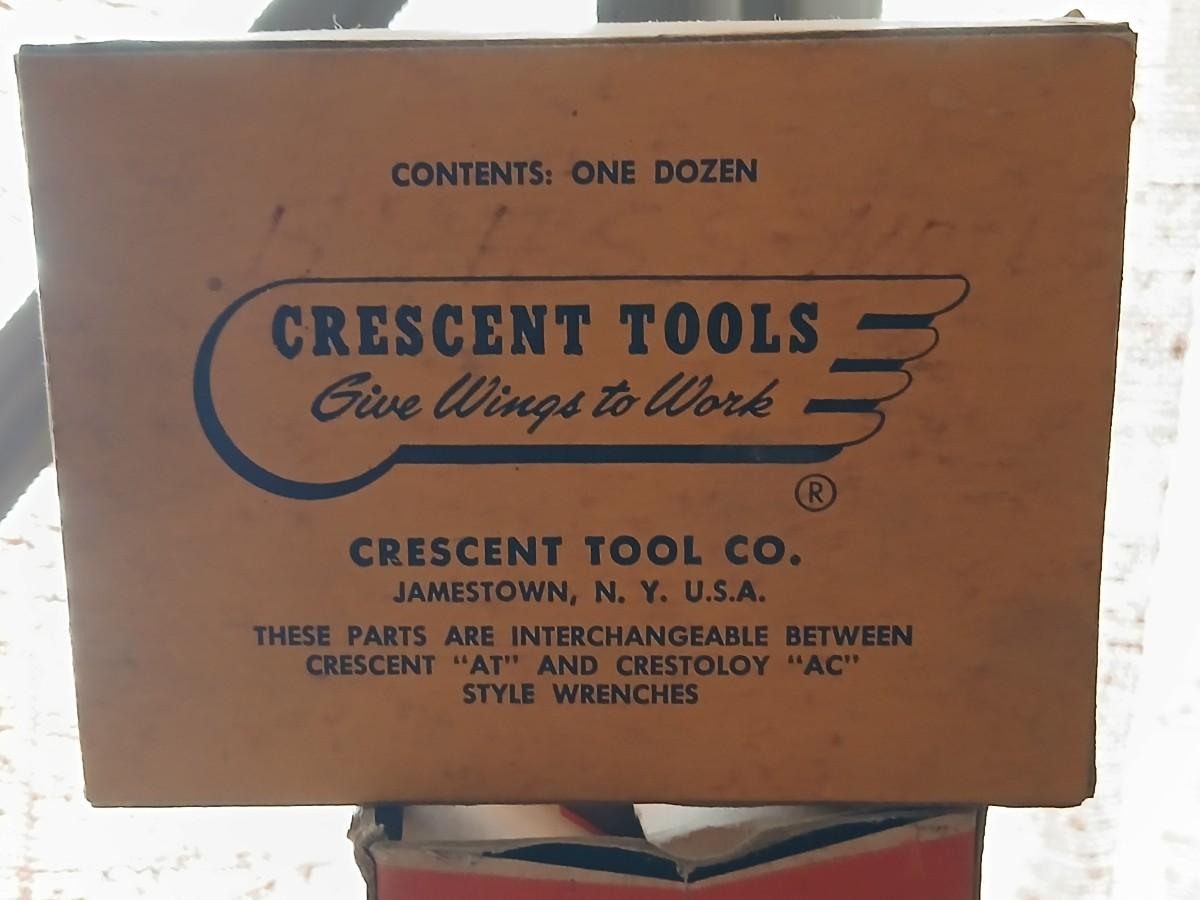 CONTENTS: ONE DOZEN
CRESCENT TOOLS
Give Wings to Work
®
CRESCENT TOOL CO.
JAMESTOWN, N. Y. U.S.A.
THESE PARTS ARE INTERCHANGEABLE BETWEEN
CRESCENT “AT” AND CRESTOLOY “AC”
STYLE WRENCHES